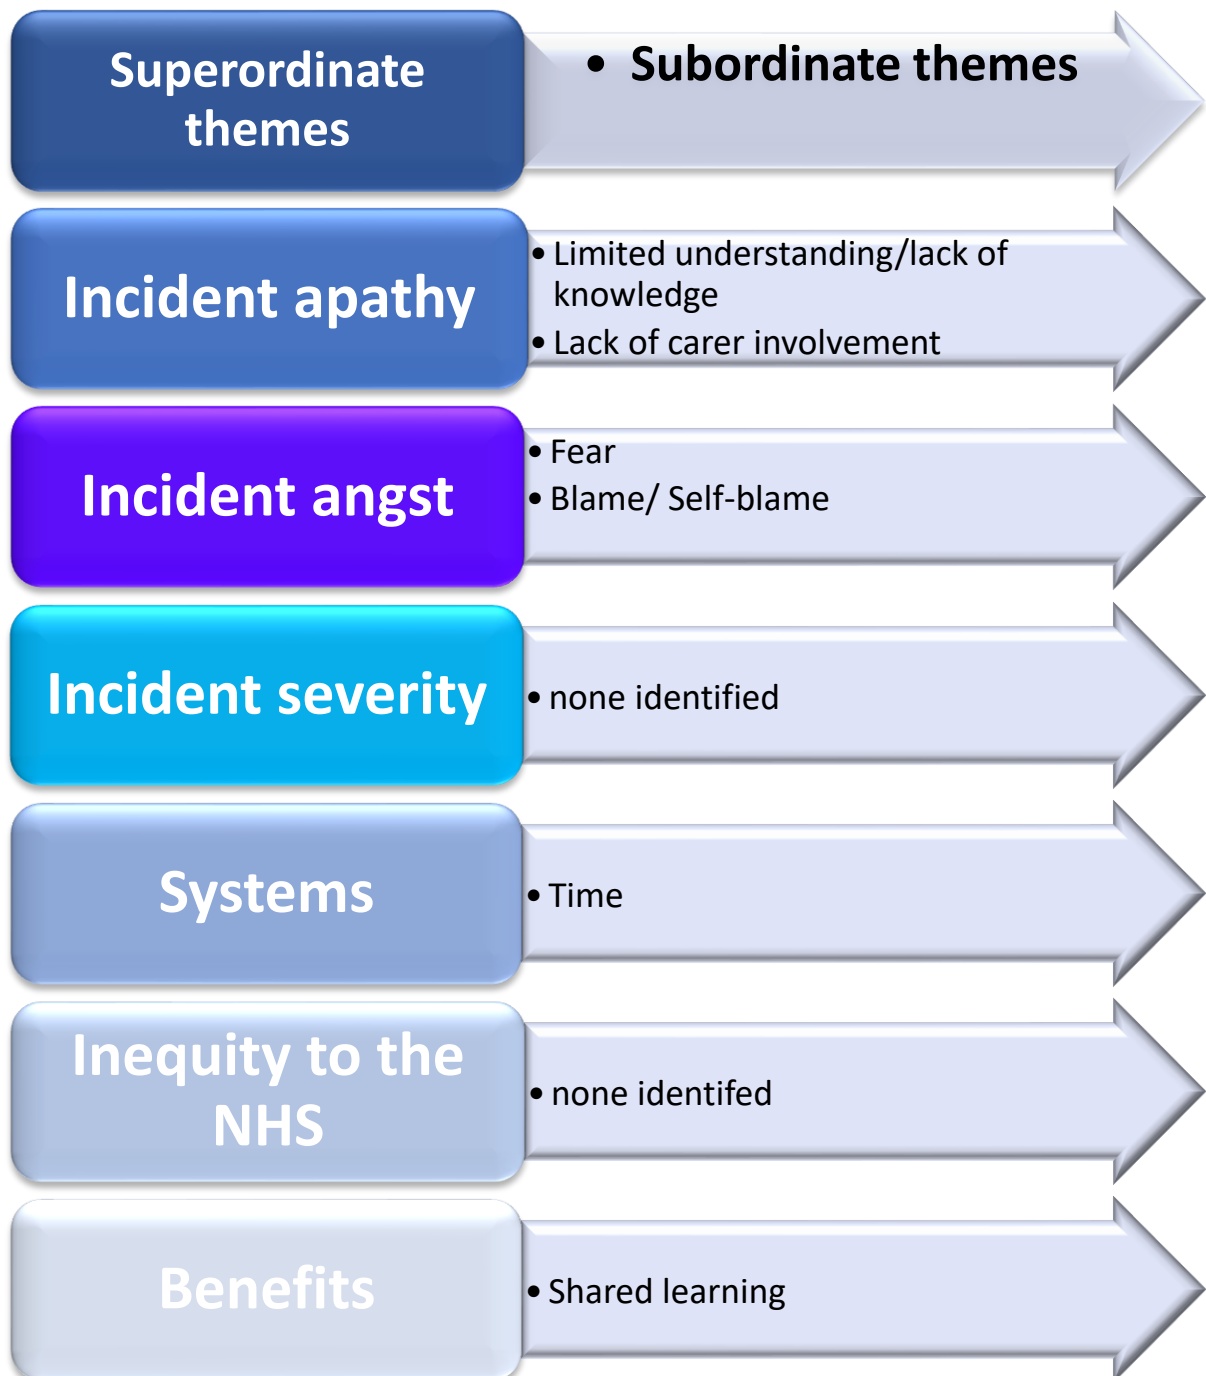 Superordinate
themes
• Subordinate themes
Incident apathy
• Limited understanding/lack of
knowledge
• Lack of carer involvement
Incident angst
• Fear
• Blame/ Self-blame
Incident severity
• none identified
Systems
• Time
Inequity to the
NHS
• none identifed
Benefits
• Shared learning